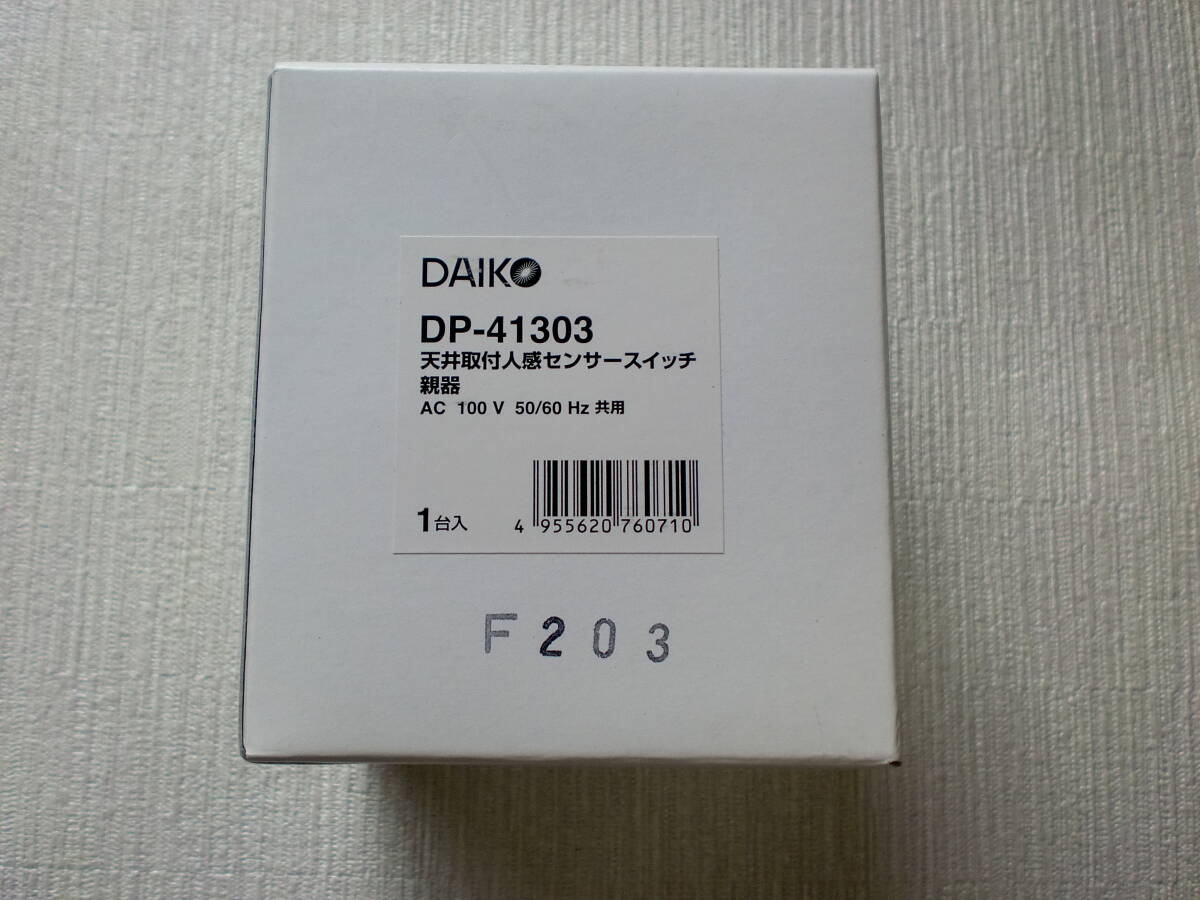 DAIKO
DP-41303
天井取付人感センサースイッチ
親器
AC 100 V 50/60 Hz 共用
1台入
4 955620 760710
F203